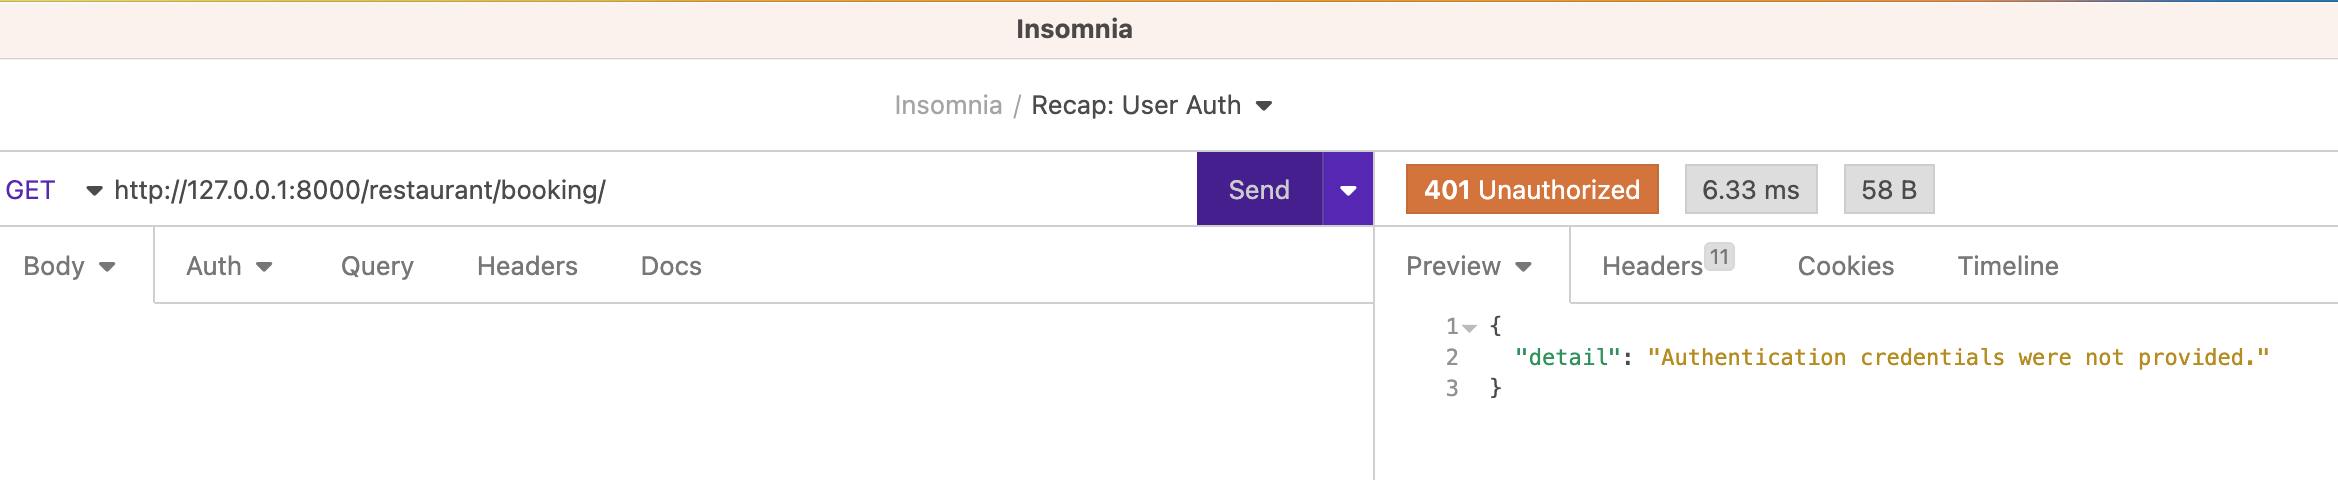 Insomnia
Insomnia / Recap: User Auth
GET http://127.0.0.1:8000/restaurant/booking/ Send 401 Unauthorized 6.33 ms 58 B
Body Auth Query Headers Docs Preview Headers 11 Cookies Timeline
1 {
2 "detail": "Authentication credentials were not provided."
3 }